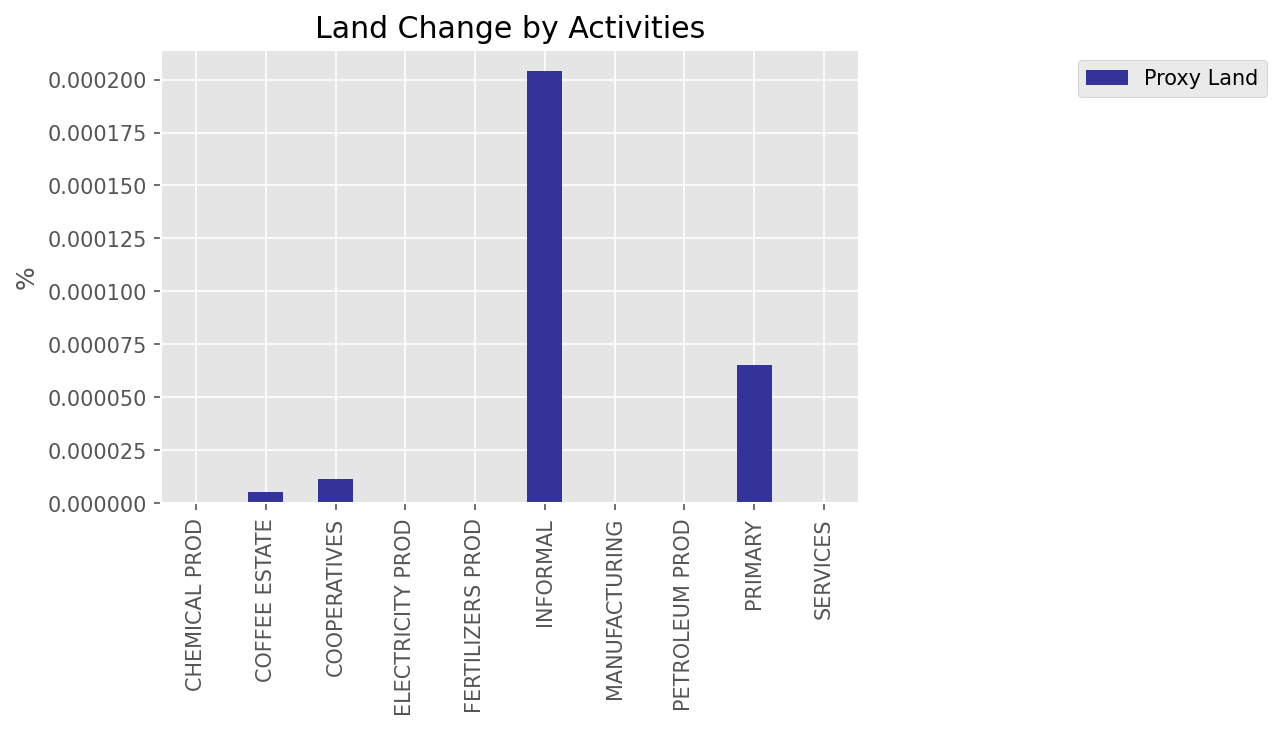 Land Change by Activities
Proxy Land
%
0.000200
0.000175
0.000150
0.000125
0.000100
0.000075
0.000050
0.000025
0.000000
CHEMICAL PROD
COFFEE ESTATE
COOPERATIVES
ELECTRICITY PROD
FERTILIZERS PROD
INFORMAL
MANUFACTURING
PETROLEUM PROD
PRIMARY
SERVICES